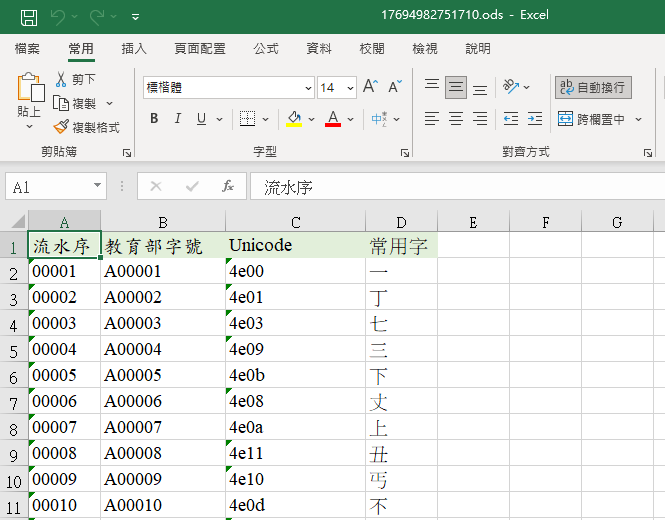 17694982751710.ods - Excel
檔案 常用 插入 頁面配置 公式 資料 校閱 檢視 說明
剪下
複製
複製格式
貼上
剪貼簿
標楷體 14 A A
B I U A 中
字型
ab 自動換行
跨欄置中
對齊方式
A1 fx 流水序
A B C D E F G
1 流水序 教育部字號 Unicode 常用字
2 00001 A00001 4e00 一
3 00002 A00002 4e01 丁
4 00003 A00003 4e03 七
5 00004 A00004 4e09 三
6 00005 A00005 4e0b 下
7 00006 A00006 4e08 丈
8 00007 A00007 4e0a 上
9 00008 A00008 4e11 丑
10 00009 A00009 4e10 丐
11 00010 A00010 4e0d 不